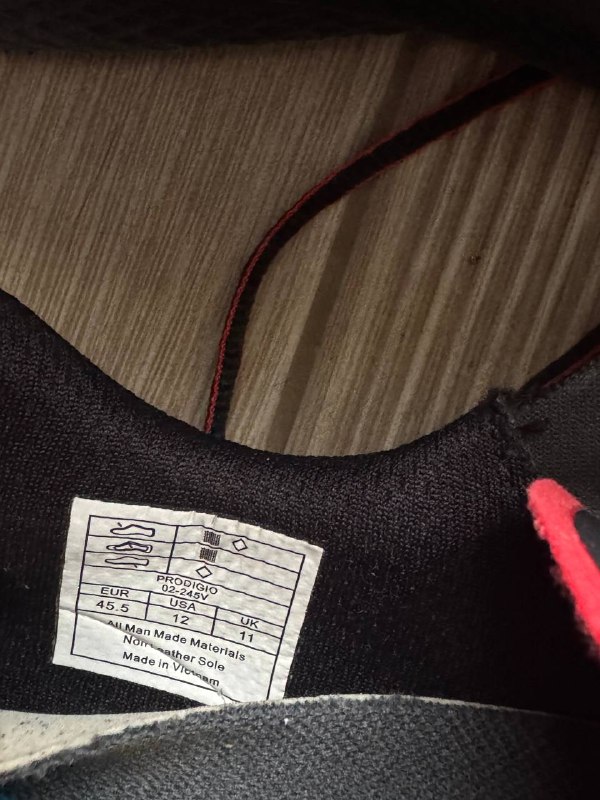 PRODIGIO
02-245V
EUR USA UK
45.5 12 11
All Man Made Materials
Non Leather Sole
Made in Vietnam